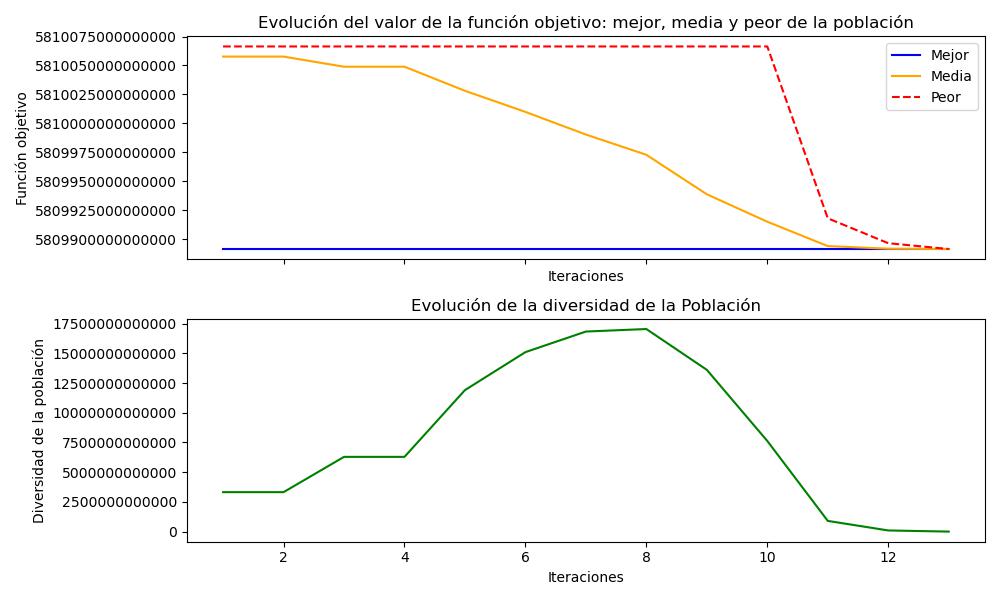 Evolución del valor de la función objetivo: mejor, media y peor de la población
Función objetivo
5810075000000000
5810050000000000
5810025000000000
5810000000000000
5809975000000000
5809950000000000
5809925000000000
5809900000000000
Mejor
Media
Peor
Iteraciones
Evolución de la diversidad de la Población
Diversidad de la población
17500000000000
15000000000000
12500000000000
10000000000000
7500000000000
5000000000000
2500000000000
0
2 4 6 8 10 12
Iteraciones